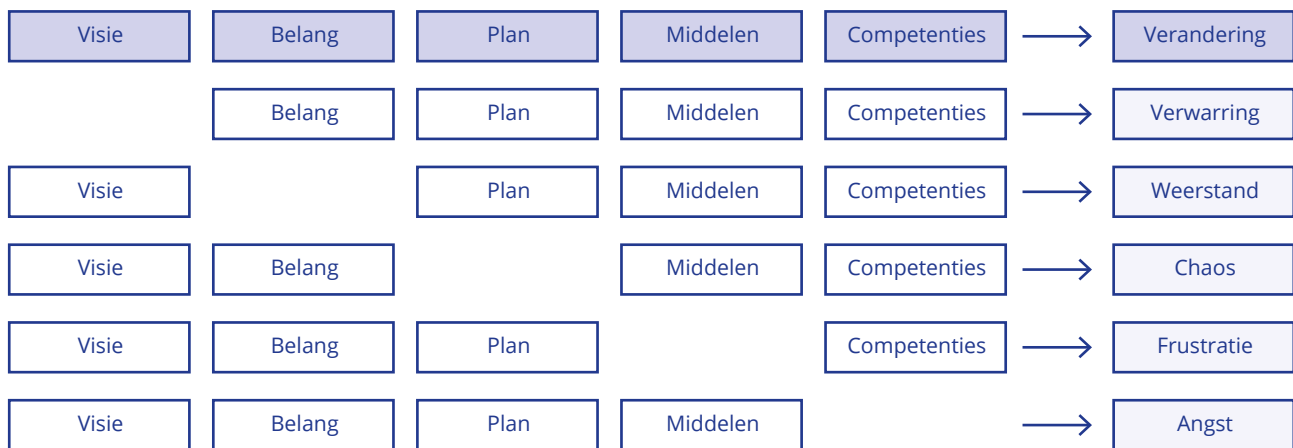 Visie Belang Plan Middelen Competenties Verandering
Belang Plan Middelen Competenties Verwarring
Visie Plan Middelen Competenties Weerstand
Visie Belang Middelen Competenties Chaos
Visie Belang Plan Competenties Frustratie
Visie Belang Plan Middelen Angst